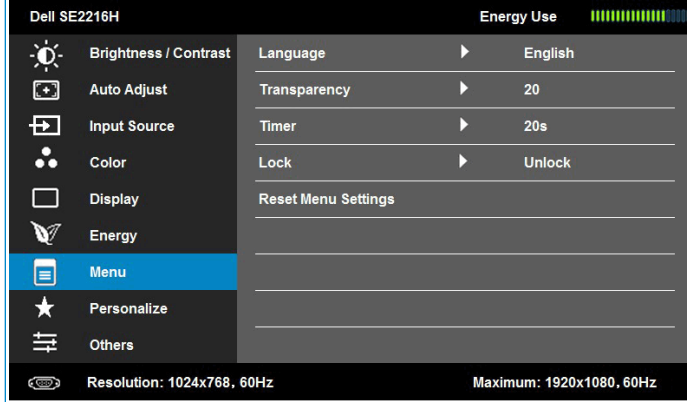 Dell SE2216H Energy Use
Brightness / Contrast
Auto Adjust
Input Source
Color
Display
Energy
Menu
Personalize
Others
Language English
Transparency 20
Timer 20s
Lock Unlock
Reset Menu Settings
Resolution: 1024x768, 60Hz Maximum: 1920x1080, 60Hz